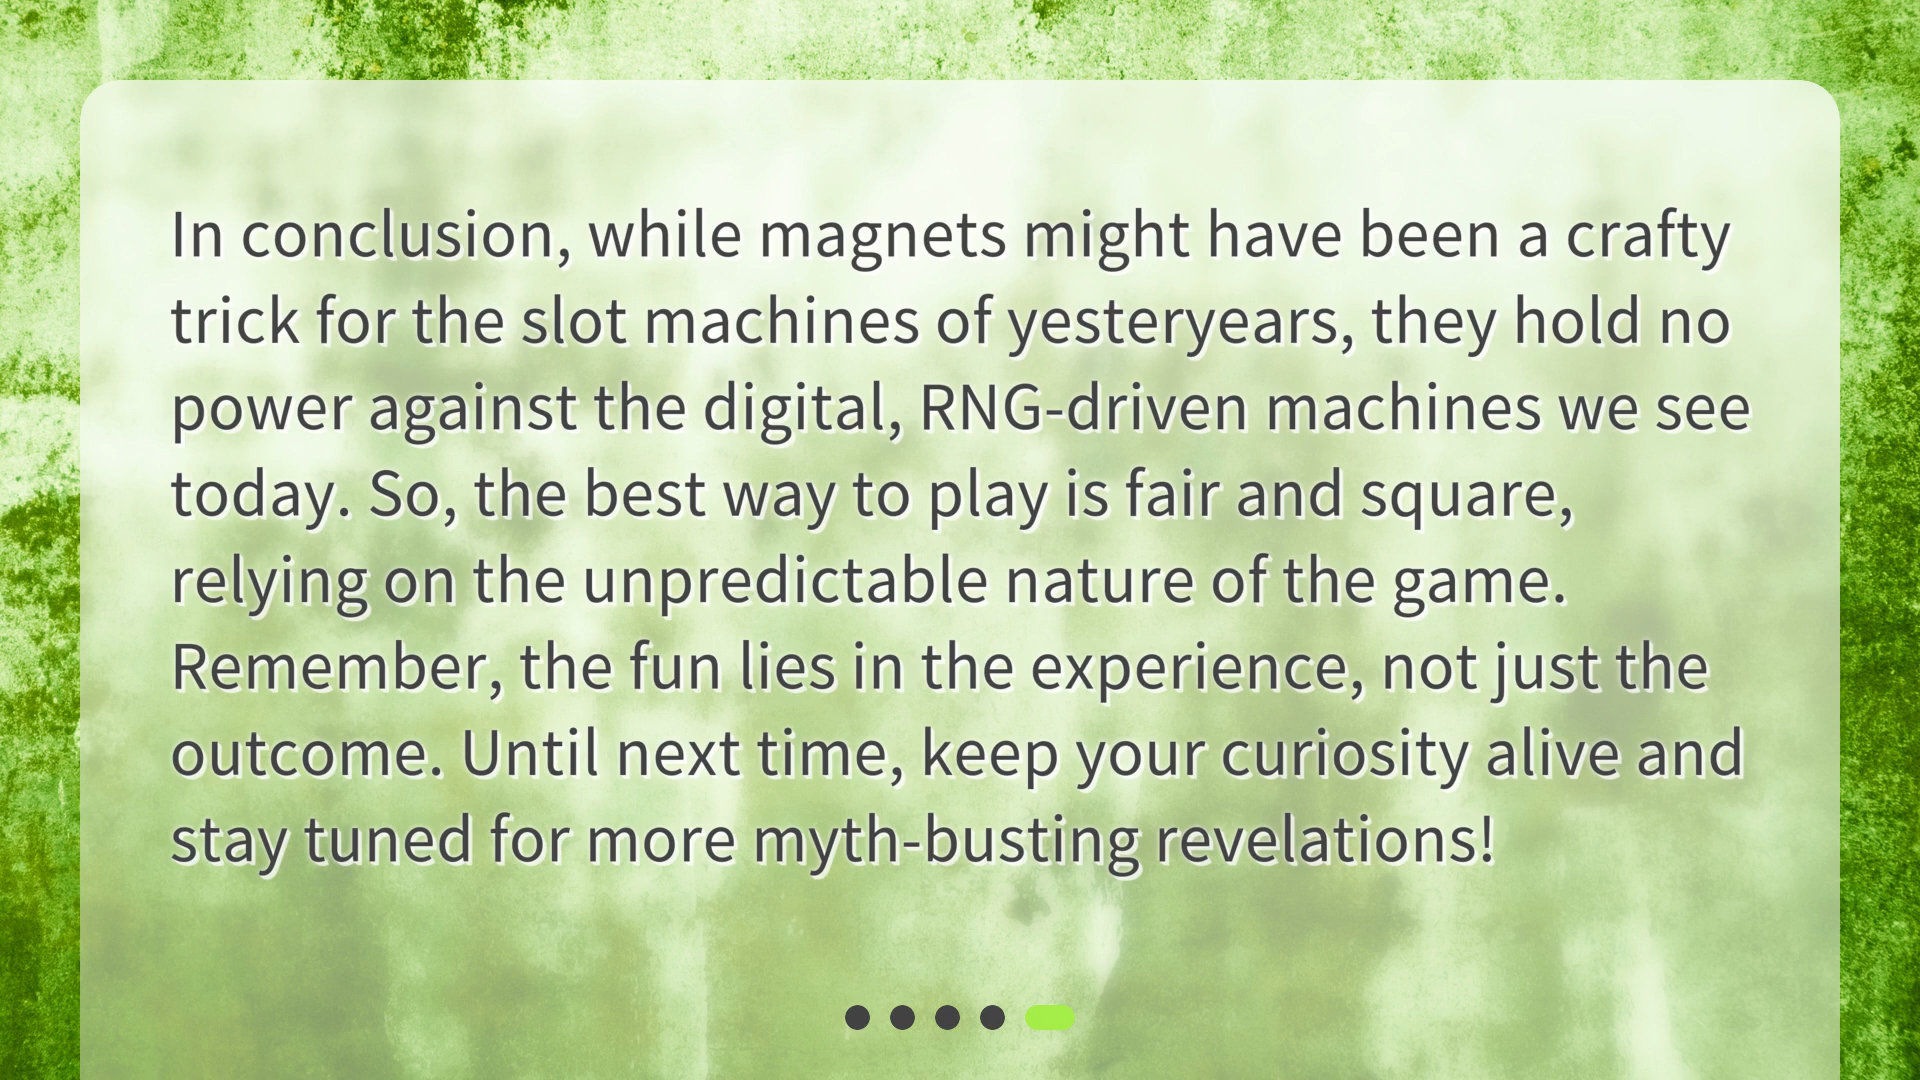 In conclusion, while magnets might have been a crafty
trick for the slot machines of yesteryears, they hold no
power against the digital, RNG-driven machines we see
today. So, the best way to play is fair and square,
relying on the unpredictable nature of the game.
Remember, the fun lies in the experience, not just the
outcome. Until next time, keep your curiosity alive and
stay tuned for more myth-busting revelations!